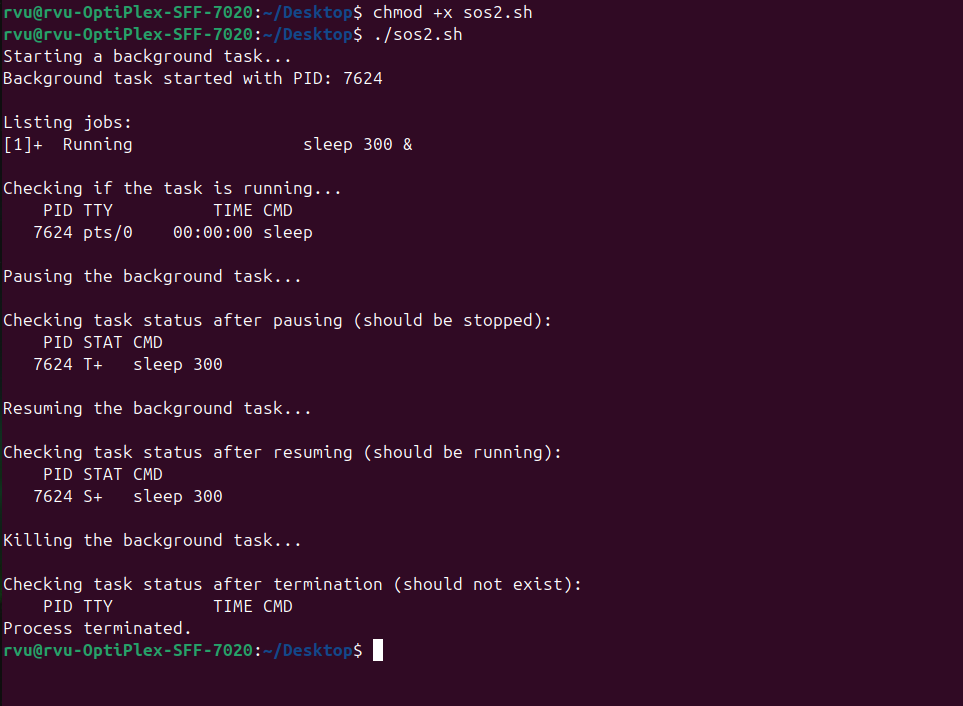 rvu@rvu-OptiPlex-SFF-7020:~/Desktop$ chmod +x sos2.sh
rvu@rvu-OptiPlex-SFF-7020:~/Desktop$ ./sos2.sh
Starting a background task...
Background task started with PID: 7624

Listing jobs:
[1]+  Running                 sleep 300 &

Checking if the task is running...
    PID TTY          TIME CMD
   7624 pts/0    00:00:00 sleep

Pausing the background task...

Checking task status after pausing (should be stopped):
    PID STAT CMD
   7624 T+   sleep 300

Resuming the background task...

Checking task status after resuming (should be running):
    PID STAT CMD
   7624 S+   sleep 300

Killing the background task...

Checking task status after termination (should not exist):
    PID TTY          TIME CMD
Process terminated.
rvu@rvu-OptiPlex-SFF-7020:~/Desktop$